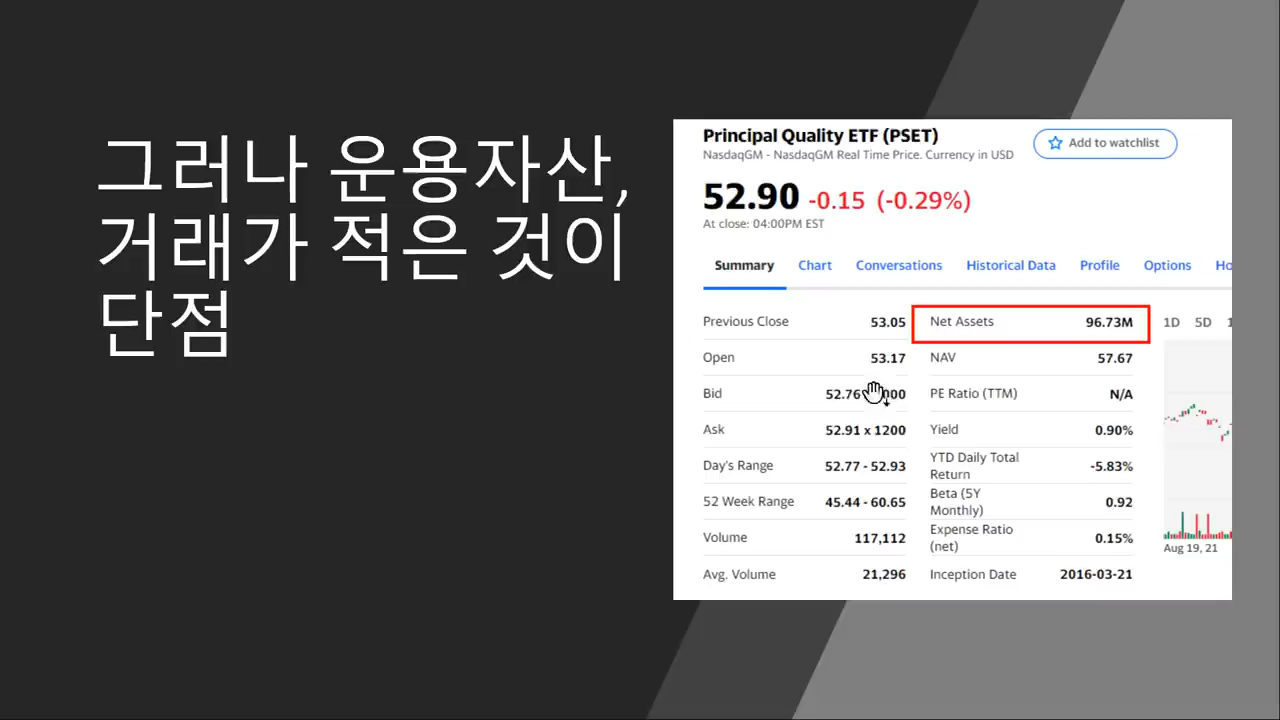 그러나 운용자산,
거래가 적은 것이
단점
Principal Quality ETF (PSET)
Add to watchlist
NasdaqGM - NasdaqGM Real Time Price. Currency in USD
52.90 -0.15 (-0.29%)
At close: 04:00PM EST
Summary Chart Conversations Historical Data Profile Options
Previous Close 53.05
Open 53.17
Bid 52.76
Ask 52.91 x 1200
Day's Range 52.77 - 52.93
52 Week Range 45.44 - 60.65
Volume 117,112
Avg. Volume 21,296
Net Assets 96.73M
NAV 57.67
PE Ratio (TTM) N/A
Yield 0.90%
YTD Daily Total
Return -5.83%
Beta (5Y
Monthly) 0.92
Expense Ratio
(net) 0.15%
Inception Date 2016-03-21
1D 5D
Aug 19, 21